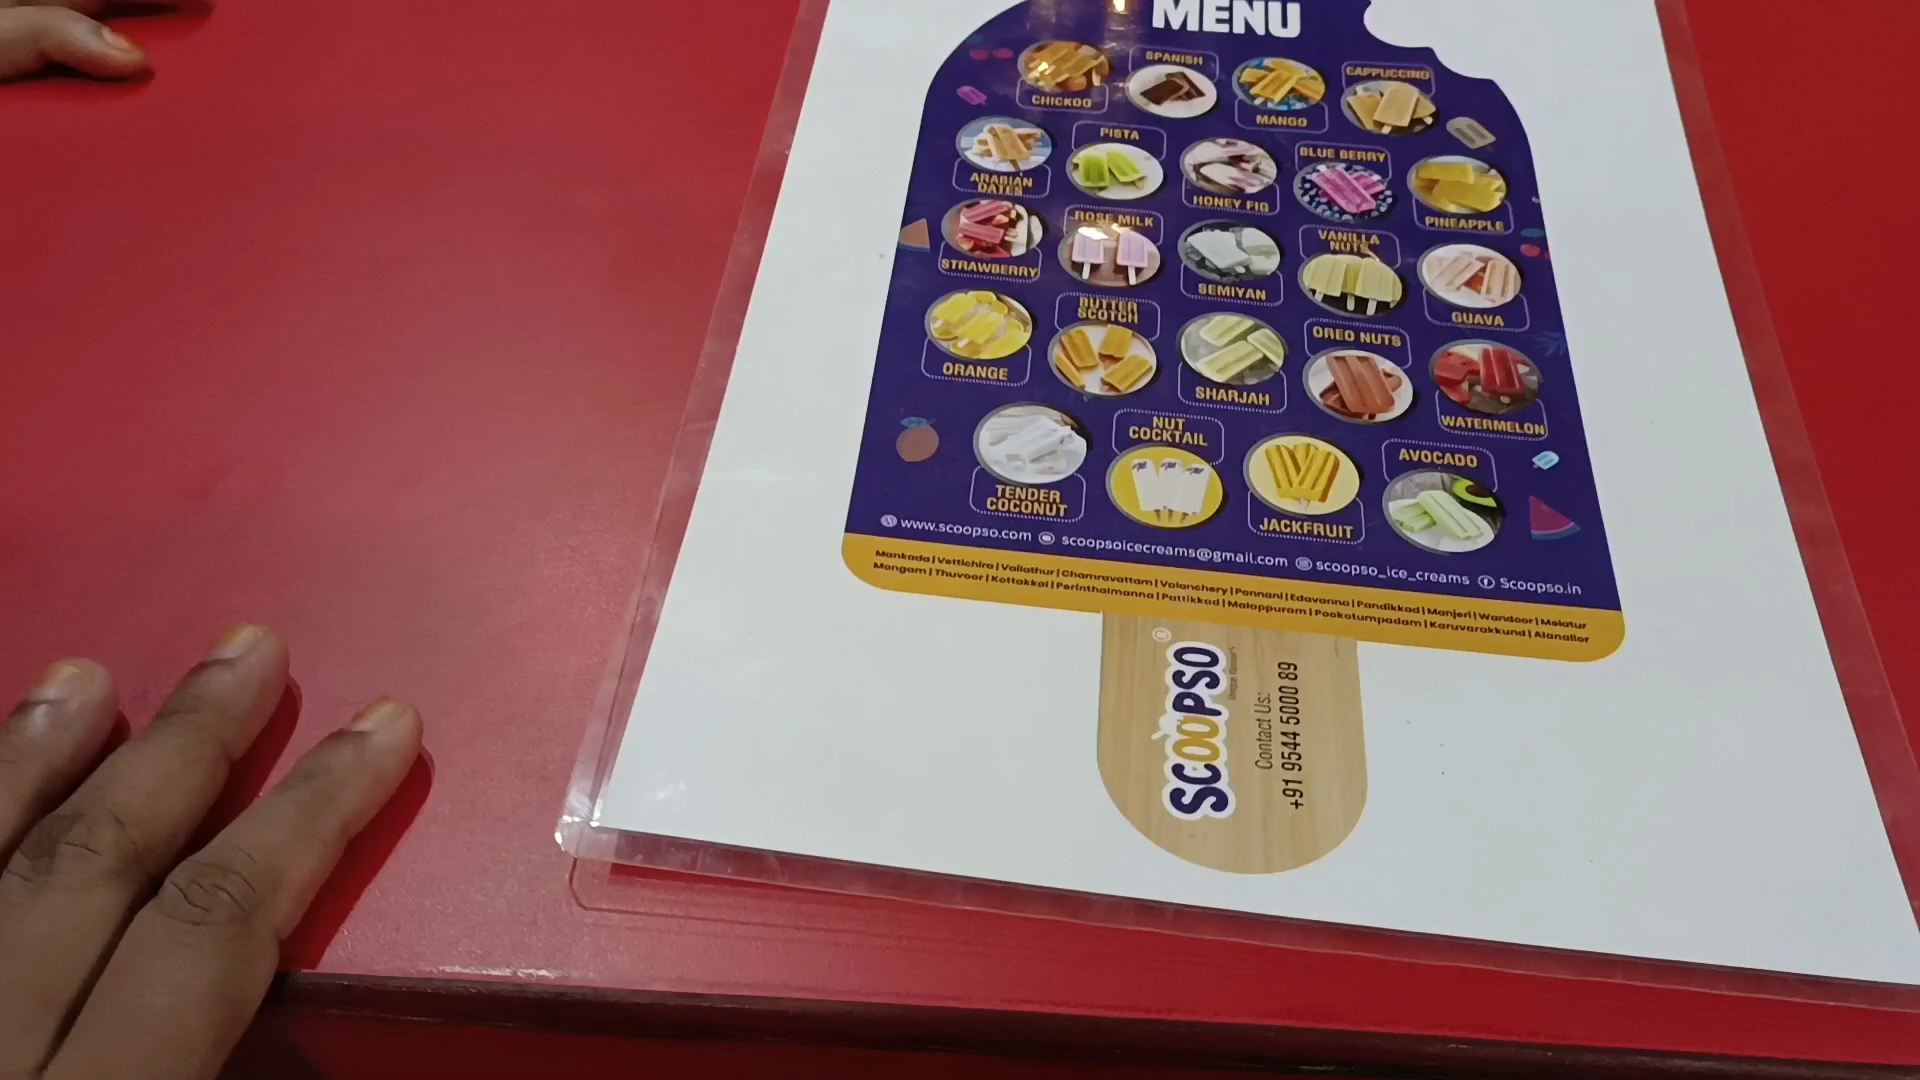 MENU
CHICKOO
SPANISH
MANGO
CAPPUCCINO
ARABIAN
DATES
PISTA
HONEY FIG
BLUE BERRY
PINEAPPLE
STRAWBERRY
ROSE MILK
SEMIYAN
VANILLA
NUTS
GUAVA
ORANGE
BUTTER
SCOTCH
SHARJAH
OREO NUTS
WATERMELON
TENDER
COCONUT
NUT
COCKTAIL
JACKFRUIT
AVOCADO
www.scoopso.com scoopsoicecreams@gmail.com scoopso_ice_creams Scoopso.in
Mankada | Vettichira | Vailathur | Chamravattam | Valanchery | Ponnani | Edavanna | Pandikkad | Manjeri | Wandoor | Melatur
Mangam | Thuvoor | Kottakkal | Perinthalmanna | Pattikkad | Malappuram | Pookotumpadam | Karuvarakkund | Alanallor
SCOOPSO
Contact Us:
+91 9544 5000 89